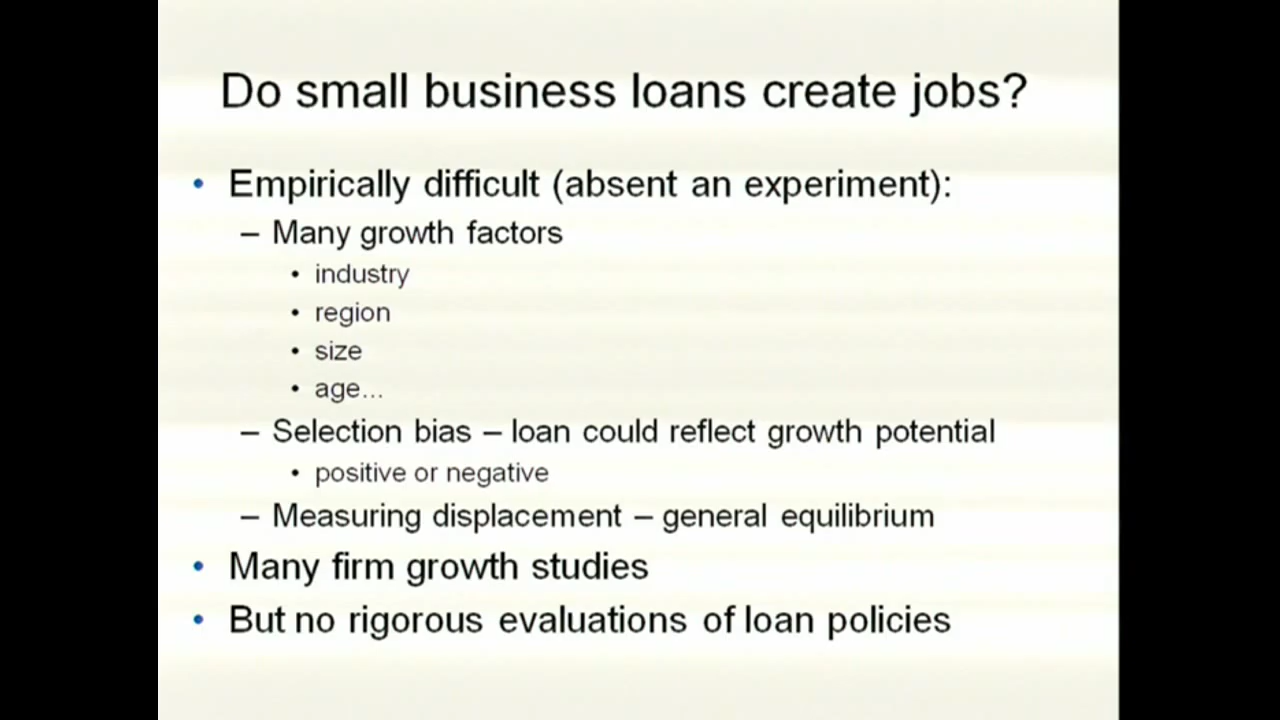 Do small business loans create jobs?
• Empirically difficult (absent an experiment):
– Many growth factors
• industry
• region
• size
• age...
– Selection bias – loan could reflect growth potential
• positive or negative
– Measuring displacement – general equilibrium
• Many firm growth studies
• But no rigorous evaluations of loan policies